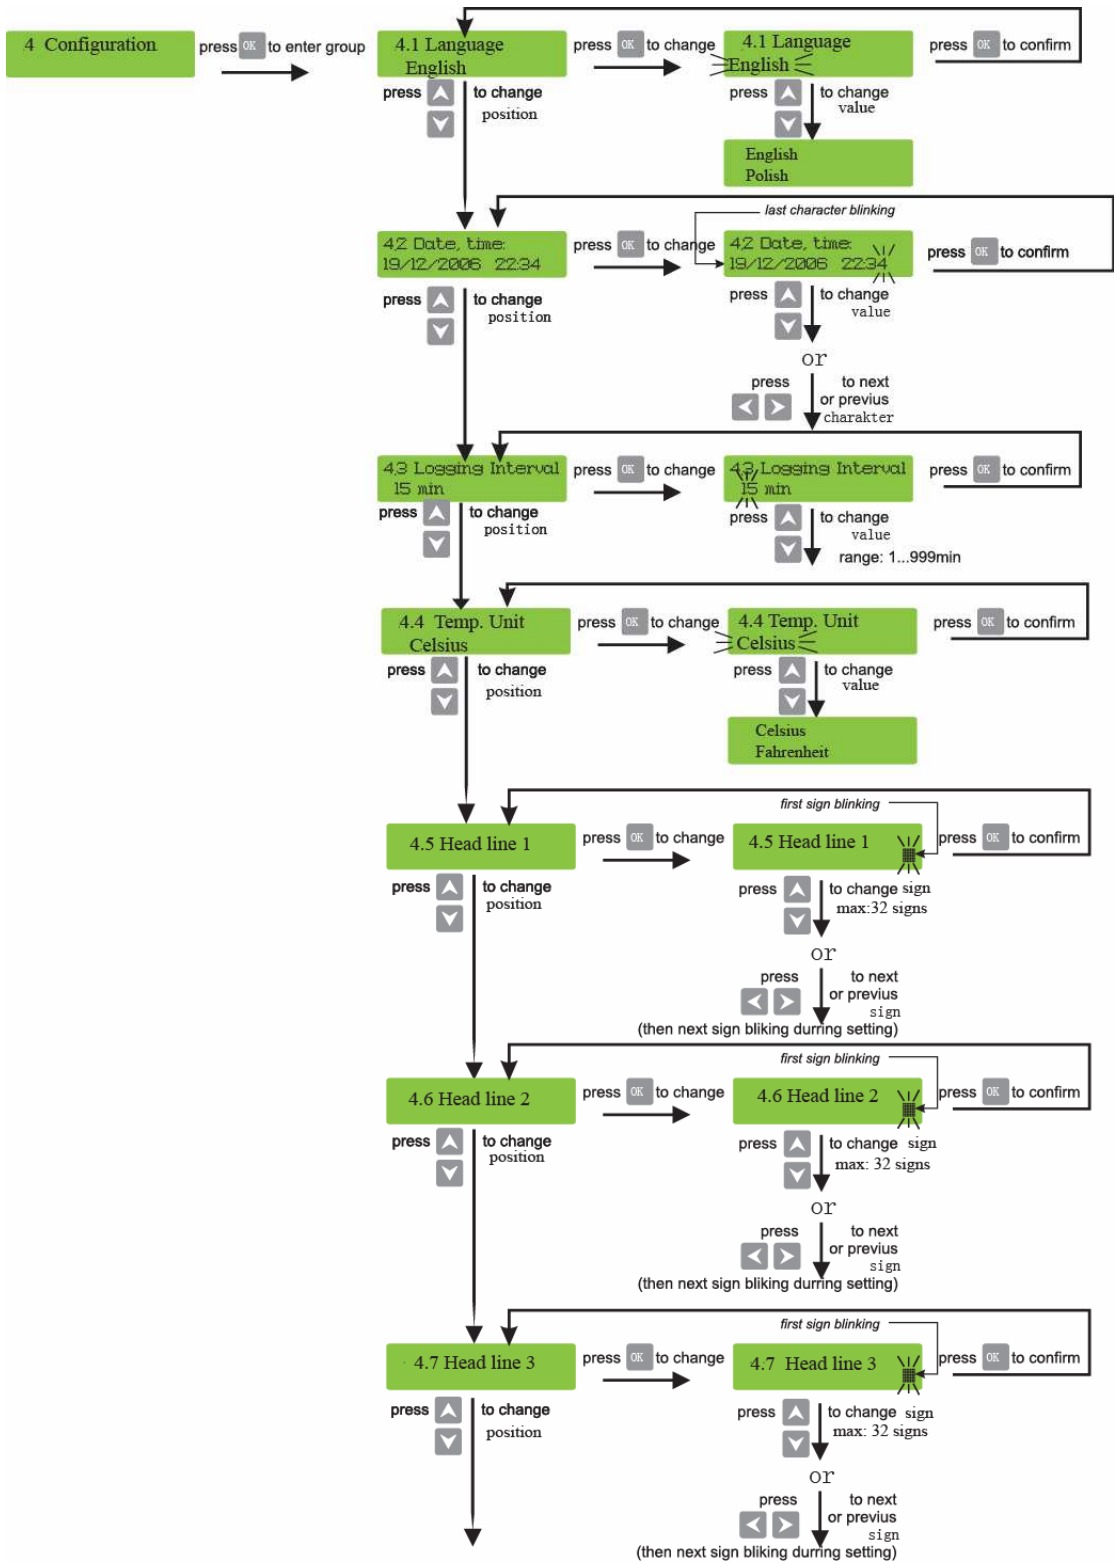 4 Configuration
press OK to enter group
4.1 Language
English
press OK to change
4.1 Language
English
press OK to confirm
press to change
position
press to change
value
English
Polish
last character blinking
4.2 Date, time:
19/12/2006 22:34
press OK to change
4.2 Date, time:
19/12/2006 22:34
press OK to confirm
press to change
position
press to change
value
or
press to next
or previus
charakter
4.3 Logging Interval
15 min
press OK to change
4.3 Logging Interval
15 min
press OK to confirm
press to change
position
press to change
value
range: 1...999min
4.4 Temp. Unit
Celsius
press OK to change
4.4 Temp. Unit
Celsius
press OK to confirm
press to change
position
press to change
value
Celsius
Fahrenheit
first sign blinking
4.5 Head line 1
press OK to change
4.5 Head line 1
press OK to confirm
press to change
position
press to change sign
max:32 signs
or
press to next
or previus
sign
(then next sign bliking durring setting)
first sign blinking
4.6 Head line 2
press OK to change
4.6 Head line 2
press OK to confirm
press to change
position
press to change sign
max: 32 signs
or
press to next
or previus
sign
(then next sign bliking durring setting)
first sign blinking
4.7 Head line 3
press OK to change
4.7 Head line 3
press OK to confirm
press to change
position
press to change sign
max: 32 signs
or
press to next
or previus
sign
(then next sign bliking durring setting)